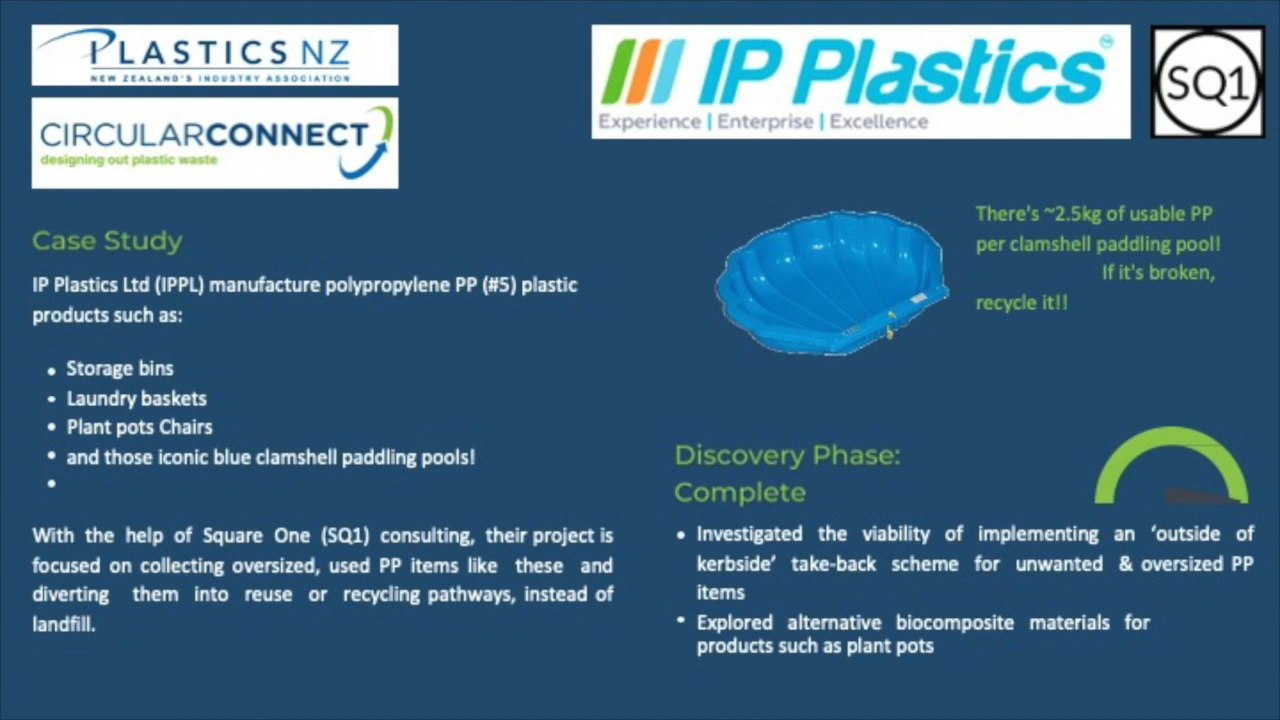 PLASTICS NZ
NEW ZEALAND'S INDUSTRY ASSOCIATION
CIRCULARCONNECT
designing out plastic waste
IP Plastics
Experience | Enterprise | Excellence
SQ1
Case Study
IP Plastics Ltd (IPPL) manufacture polypropylene PP (#5) plastic
products such as:
• Storage bins
• Laundry baskets
• Plant pots Chairs
• and those iconic blue clamshell paddling pools!
•
With the help of Square One (SQ1) consulting, their project is
focused on collecting oversized, used PP items like these and
diverting them into reuse or recycling pathways, instead of
landfill.
There's ~2.5kg of usable PP
per clamshell paddling pool!
If it's broken,
recycle it!!
Discovery Phase:
Complete
• Investigated the viability of implementing an ‘outside of
kerbside’ take-back scheme for unwanted & oversized PP
items
• Explored alternative biocomposite materials for
products such as plant pots